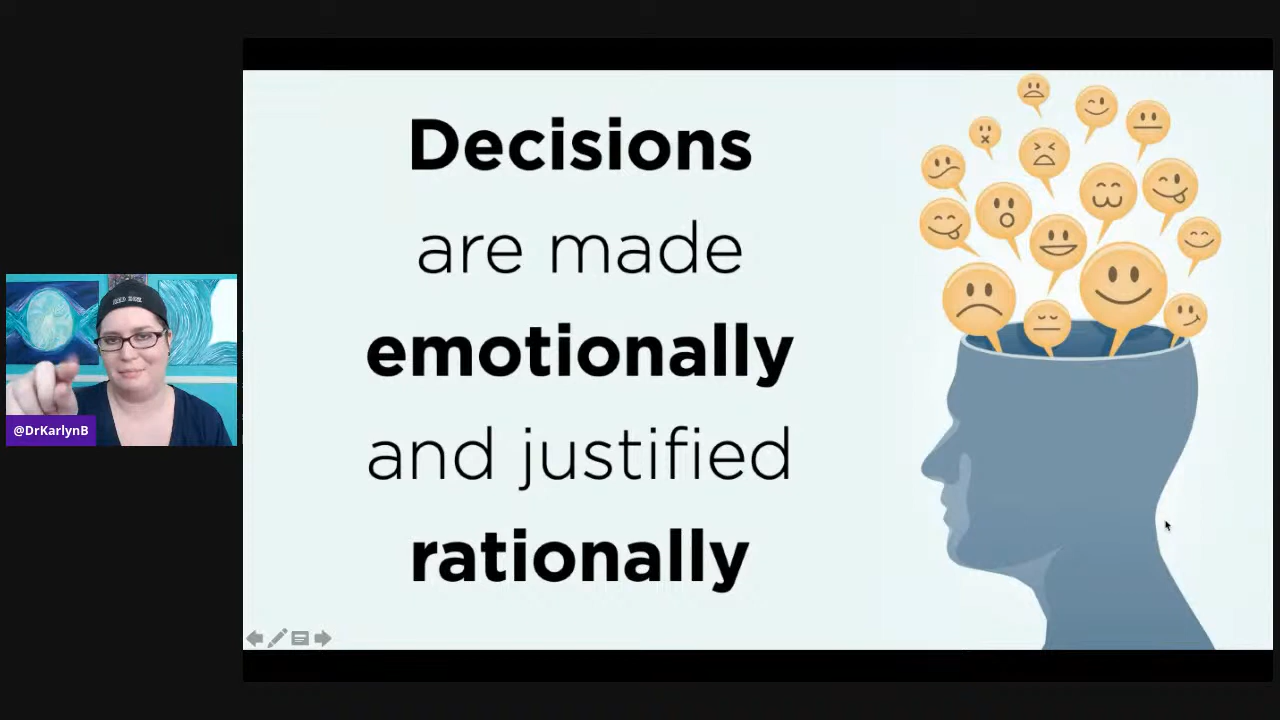 Decisions
are made
emotionally
and justified
rationally
@DrKarlynB